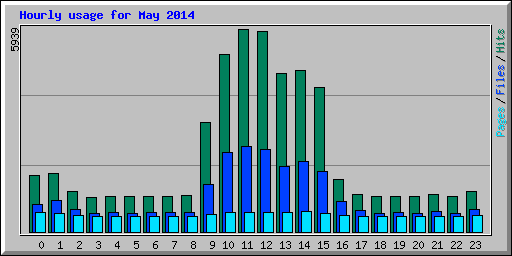 Hourly usage for May 2014
5939
Pages/Files/Hits
0 1 2 3 4 5 6 7 8 9 10 11 12 13 14 15 16 17 18 19 20 21 22 23